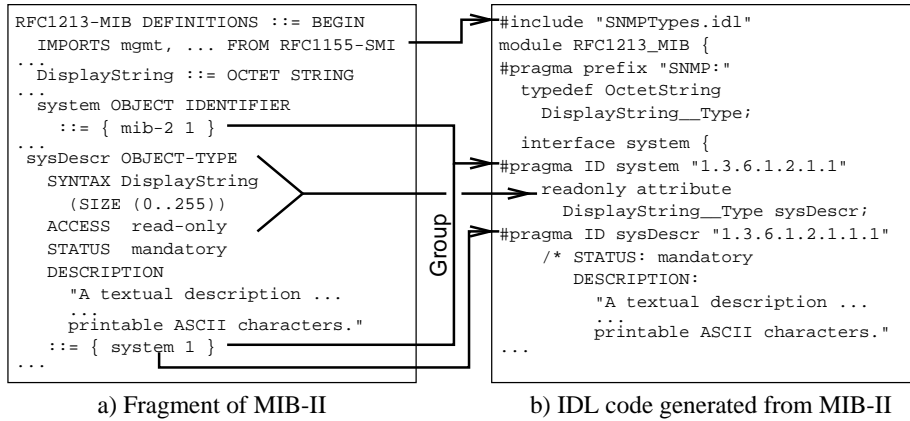 RFC1213-MIB DEFINITIONS ::= BEGIN
IMPORTS mgmt, ... FROM RFC1155-SMI
...
DisplayString ::= OCTET STRING
...
system OBJECT IDENTIFIER
::= { mib-2 1 }
...
sysDescr OBJECT-TYPE
SYNTAX DisplayString
(SIZE (0..255))
ACCESS read-only
STATUS mandatory
DESCRIPTION
"A textual description ...
...
printable ASCII characters."
::= { system 1 }
...
Group
#include "SNMPTypes.idl"
module RFC1213_MIB {
#pragma prefix "SNMP:"
typedef OctetString
DisplayString__Type;
interface system {
#pragma ID system "1.3.6.1.2.1.1"
readonly attribute
DisplayString__Type sysDescr;
#pragma ID sysDescr "1.3.6.1.2.1.1.1"
/* STATUS: mandatory
DESCRIPTION:
"A textual description ...
...
printable ASCII characters."
...
a) Fragment of MIB-II
b) IDL code generated from MIB-II